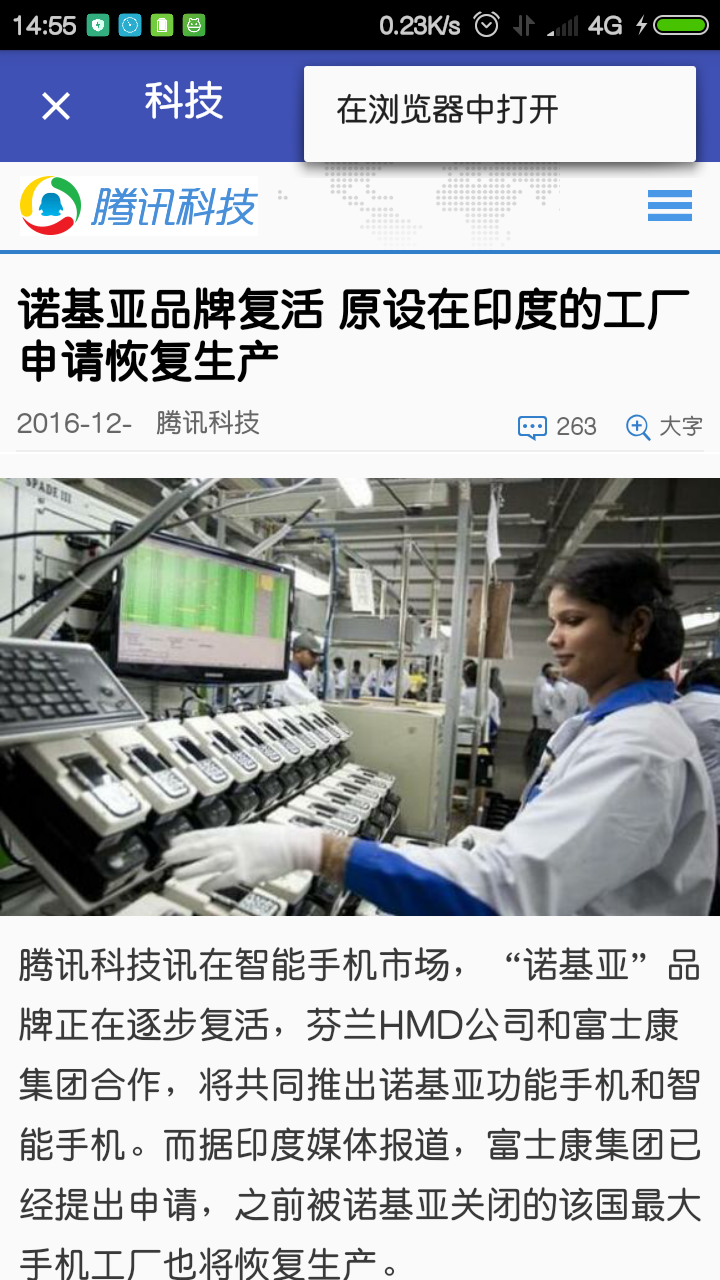 14:55 0.23K/s 4G
科技
在浏览器中打开
腾讯科技
诺基亚品牌复活 原设在印度的工厂
申请恢复生产
2016-12- 腾讯科技 263 大字
SPADE III
腾讯科技讯在智能手机市场，“诺基亚”品
牌正在逐步复活，芬兰HMD公司和富士康
集团合作，将共同推出诺基亚功能手机和智
能手机。而据印度媒体报道，富士康集团已
经提出申请，之前被诺基亚关闭的该国最大
手机工厂也将恢复生产。